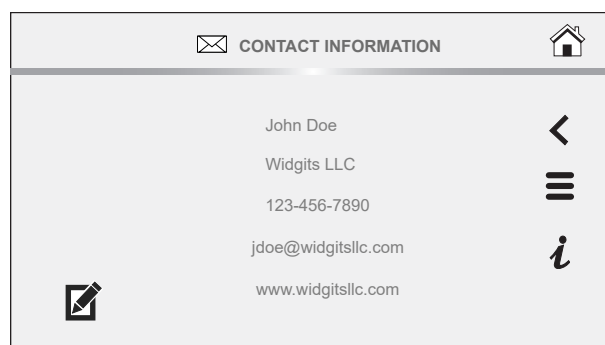 CONTACT INFORMATION
John Doe
Widgits LLC
123-456-7890
jdoe@widgitsllc.com
www.widgitsllc.com